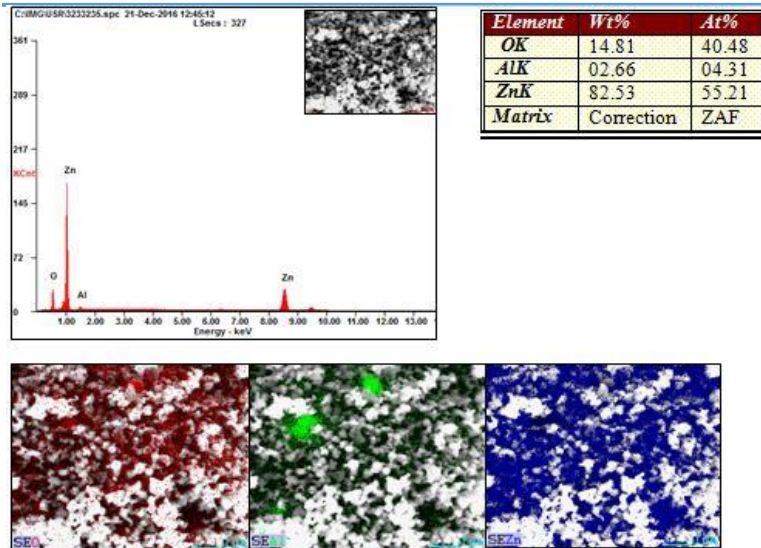 C:\IMG\USR\3233235.spc 21-Dec-2016 12:45:12
LSecs : 327
361
289
217
KCnt
145
72
0
Zn
O
Al
Zn
1.00 2.00 3.00 4.00 5.00 6.00 7.00 8.00 9.00 10.00 11.00 12.00 13.00
Energy - keV
Element Wt% At%
OK 14.81 40.48
AlK 02.66 04.31
ZnK 82.53 55.21
Matrix Correction ZAF
SEO
SEAl
SEZn